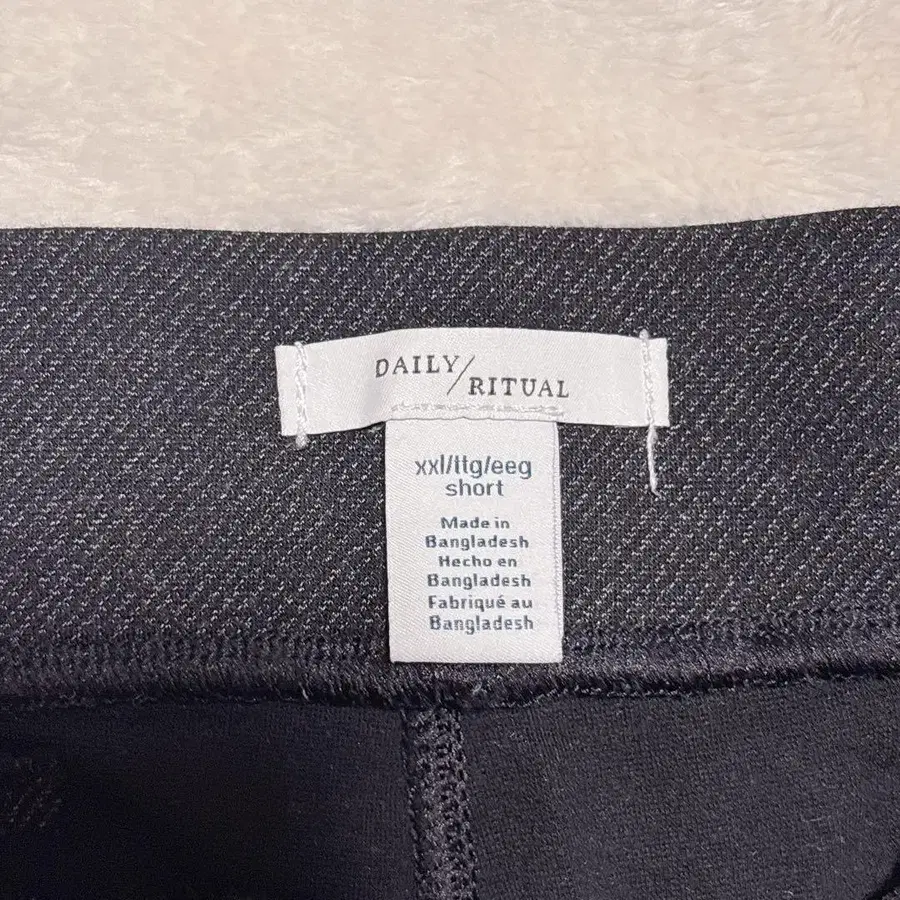 DAILY/RITUAL
xxl/ttg/eeg
short
Made in
Bangladesh
Hecho en
Bangladesh
Fabriqué au
Bangladesh